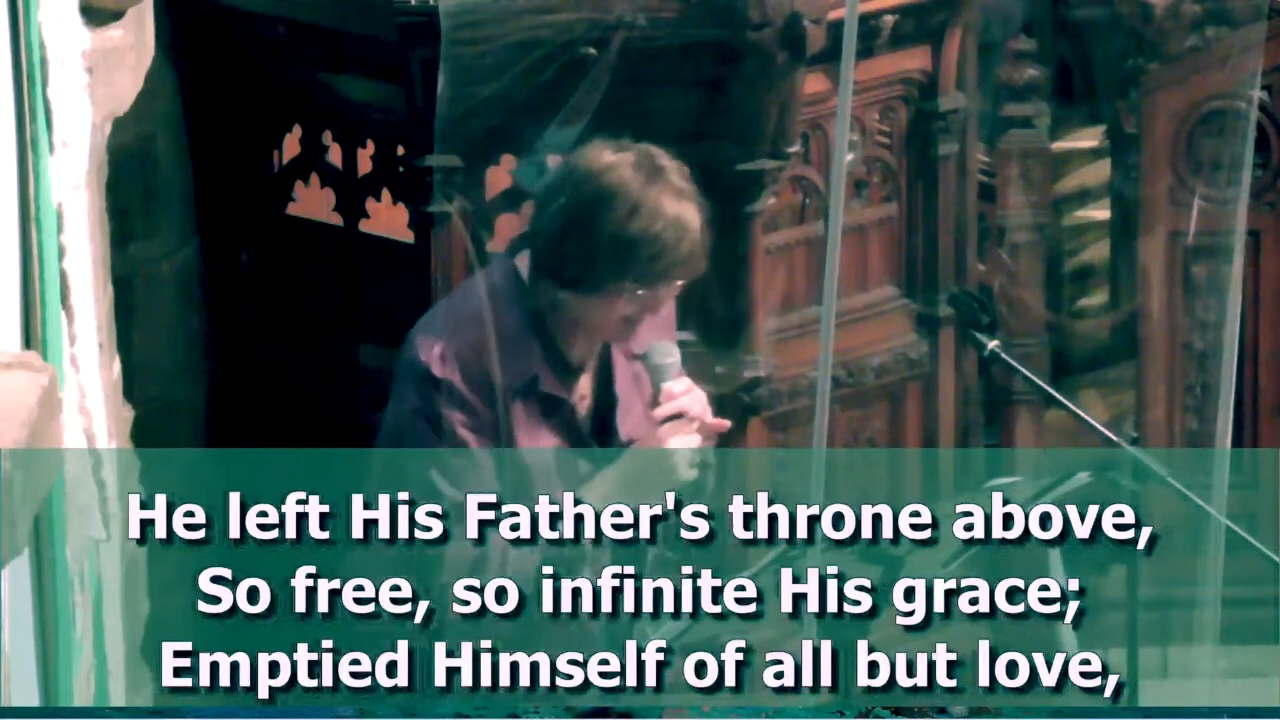 He left His Father's throne above,
So free, so infinite His grace;
Emptied Himself of all but love,